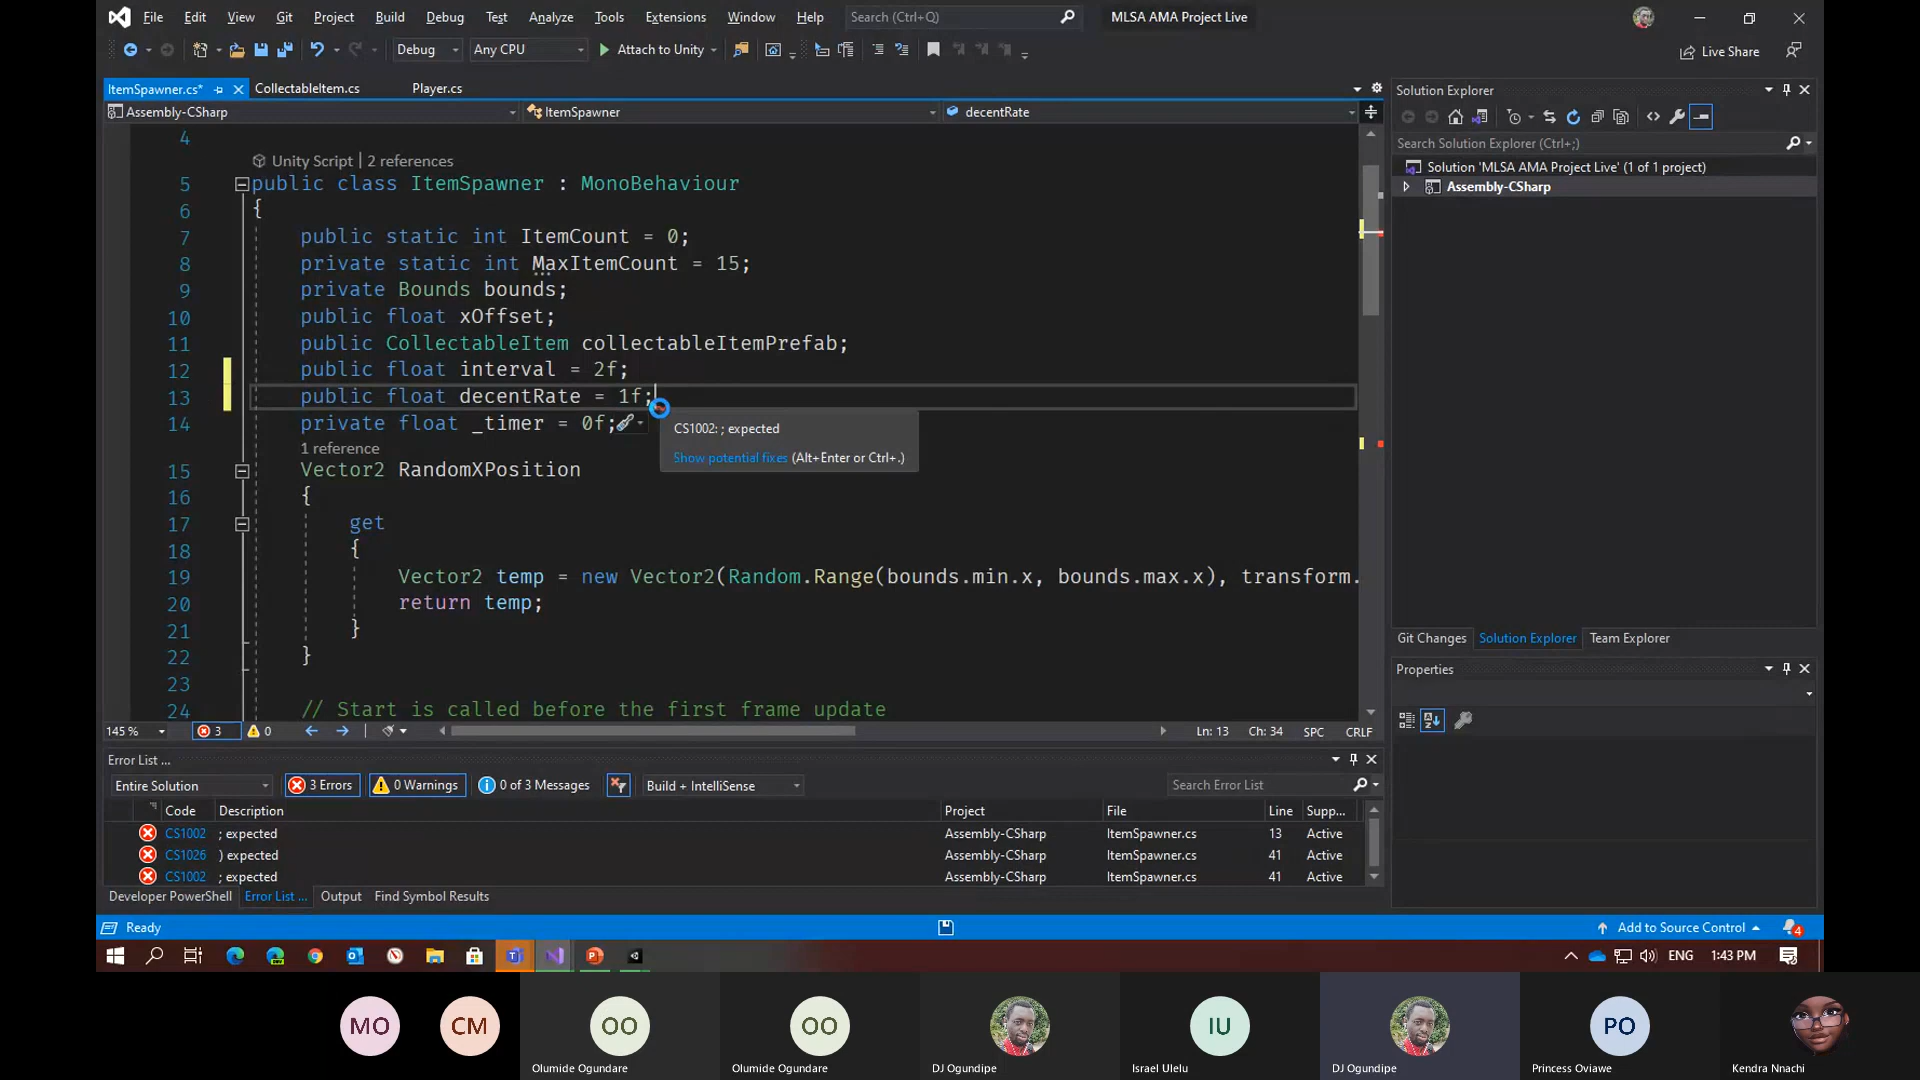 File Edit View Git Project Build Debug Test Analyze Tools Extensions Window Help Search (Ctrl+Q) MLSA AMA Project Live
Debug Any CPU Attach to Unity Live Share
ItemSpawner.cs* CollectableItem.cs Player.cs
Assembly-CSharp ItemSpawner decentRate
4
Unity Script | 2 references
5 public class ItemSpawner : MonoBehaviour
6 {
7 public static int ItemCount = 0;
8 private static int MaxItemCount = 15;
9 private Bounds bounds;
10 public float xOffset;
11 public CollectableItem collectableItemPrefab;
12 public float interval = 2f;
13 public float decentRate = 1f;
14 private float _timer = 0f;
CS1002: ; expected
Show potential fixes (Alt+Enter or Ctrl+.)
1 reference
15 Vector2 RandomXPosition
16 {
17 get
18 {
19 Vector2 temp = new Vector2(Random.Range(bounds.min.x, bounds.max.x), transform.
20 return temp;
21 }
22 }
23
24 // Start is called before the first frame update
145 % 3 0 Ln: 13 Ch: 34 SPC CRLF
Solution Explorer
Search Solution Explorer (Ctrl+;)
Solution 'MLSA AMA Project Live' (1 of 1 project)
Assembly-CSharp
Git Changes Solution Explorer Team Explorer
Properties
Error List ...
Entire Solution 3 Errors 0 Warnings 0 of 3 Messages Build + IntelliSense Search Error List
Code Description Project File Line Supp...
CS1002 ; expected Assembly-CSharp ItemSpawner.cs 13 Active
CS1026 ) expected Assembly-CSharp ItemSpawner.cs 41 Active
CS1002 ; expected Assembly-CSharp ItemSpawner.cs 41 Active
Developer PowerShell Error List ... Output Find Symbol Results
Ready Add to Source Control 4
ENG 1:43 PM
MO CM OO OO IU PO
Olumide Ogundare Olumide Ogundare DJ Ogundipe Israel Ulelu DJ Ogundipe Princess Oviawe Kendra Nnachi